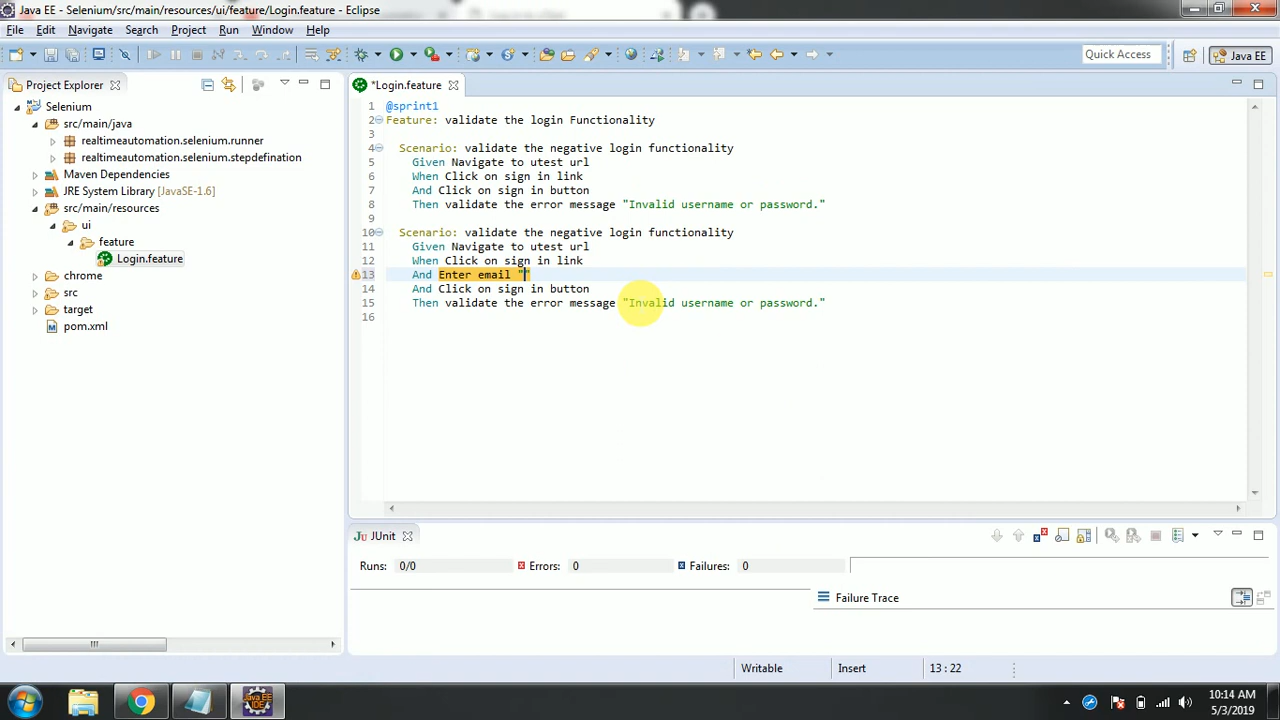 Java EE - Selenium/src/main/resources/ui/feature/Login.feature - Eclipse
File Edit Navigate Search Project Run Window Help
Quick Access
Java EE
Project Explorer
*Login.feature
Selenium
src/main/java
realtimeautomation.selenium.runner
realtimeautomation.selenium.stepdefination
Maven Dependencies
JRE System Library [JavaSE-1.6]
src/main/resources
ui
feature
Login.feature
chrome
src
target
pom.xml
1 @sprint1
2 Feature: validate the login Functionality
3
4 Scenario: validate the negative login functionality
5 Given Navigate to utest url
6 When Click on sign in link
7 And Click on sign in button
8 Then validate the error message "Invalid username or password."
9
10 Scenario: validate the negative login functionality
11 Given Navigate to utest url
12 When Click on sign in link
13 And Enter email ""
14 And Click on sign in button
15 Then validate the error message "Invalid username or password."
16
JUnit
Runs: 0/0 Errors: 0 Failures: 0
Failure Trace
Writable Insert 13 : 22
Java EE
IDE
10:14 AM
5/3/2019